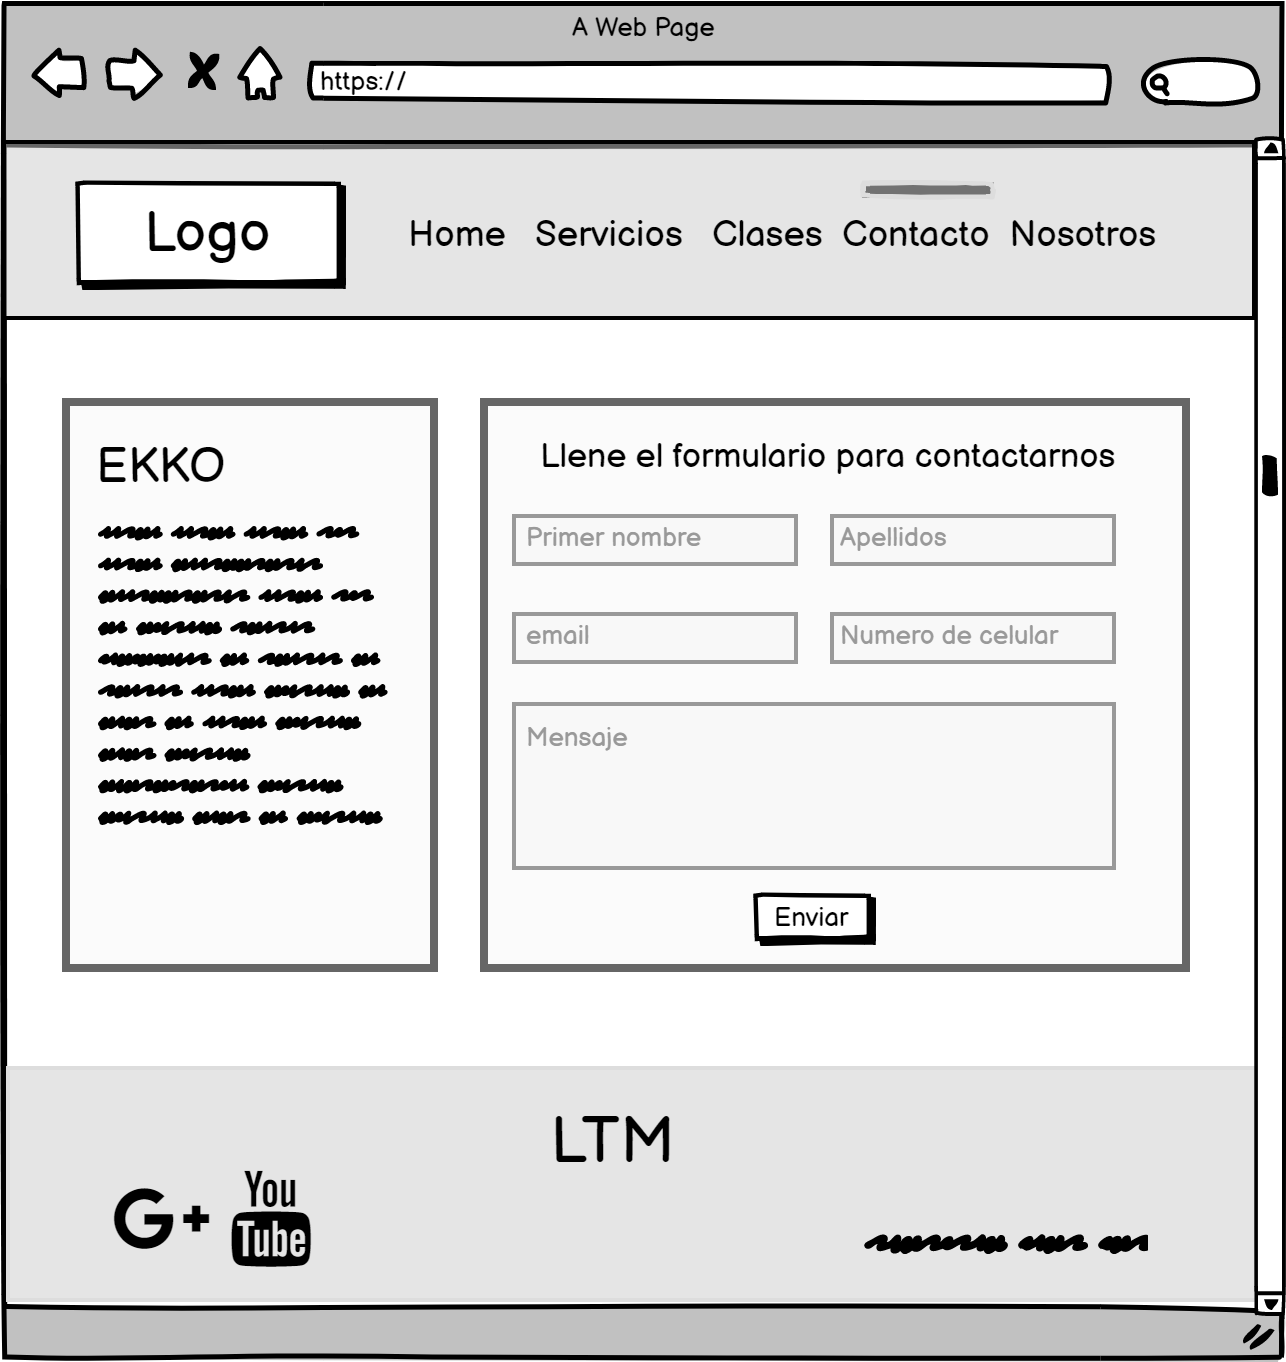 A Web Page
https://
Logo
Home Servicios Clases Contacto Nosotros
EKKO
Llene el formulario para contactarnos
Primer nombre
Apellidos
email
Numero de celular
Mensaje
Enviar
LTM
G+
You
Tube